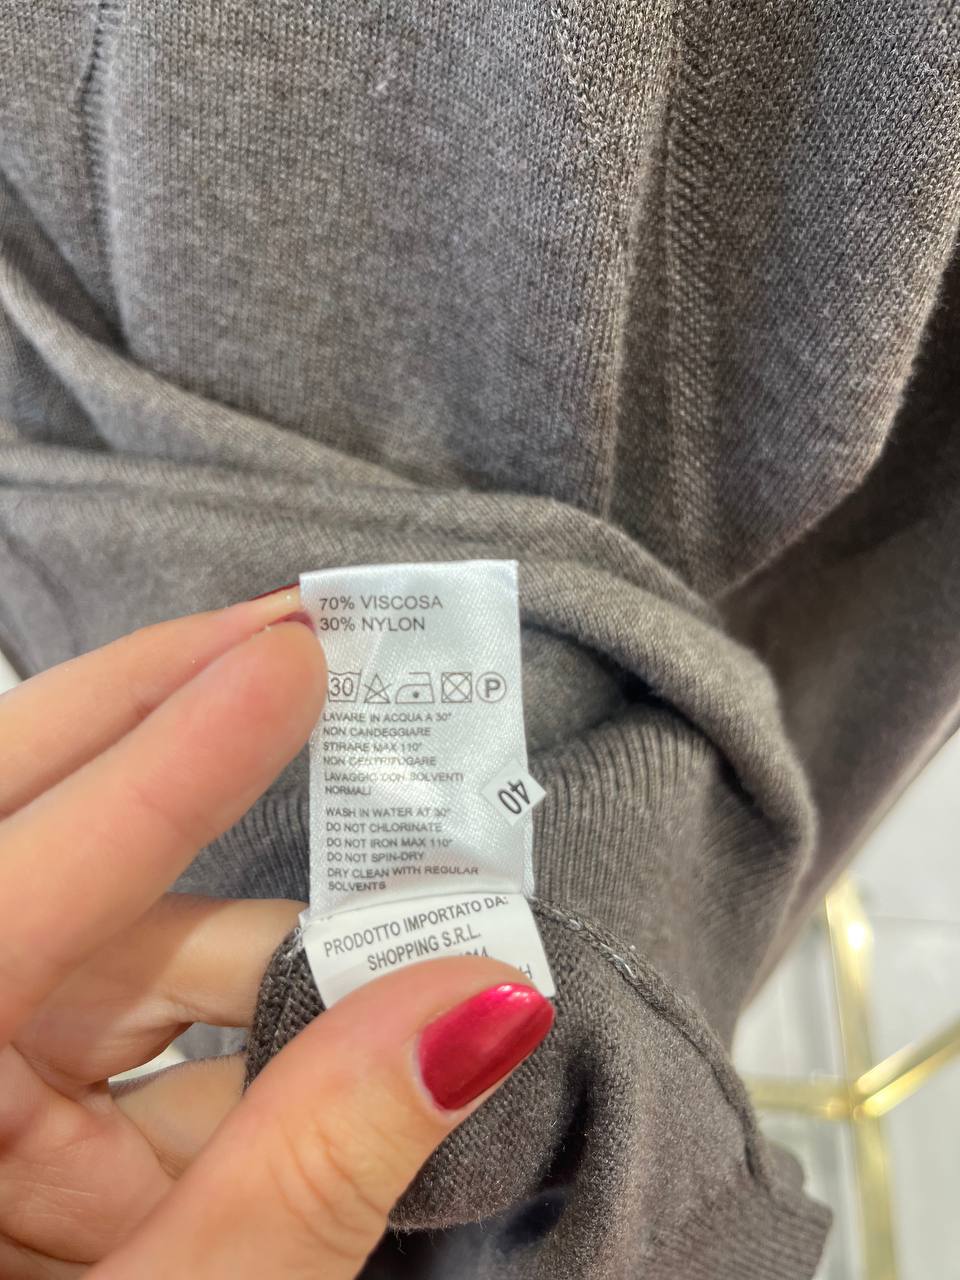 70% VISCOSA
30% NYLON
30 P
LAVARE IN ACQUA A 30°
NON CANDEGGIARE
STIRARE MAX 110°
NON CENTRIFUGARE
LAVAGGIO CON SOLVENTI
NORMALI
40
WASH IN WATER AT 30°
DO NOT CHLORINATE
DO NOT IRON MAX 110°
DO NOT SPIN-DRY
DRY CLEAN WITH REGULAR
SOLVENTS
PRODOTTO IMPORTATO DA:
SHOPPING S.R.L.